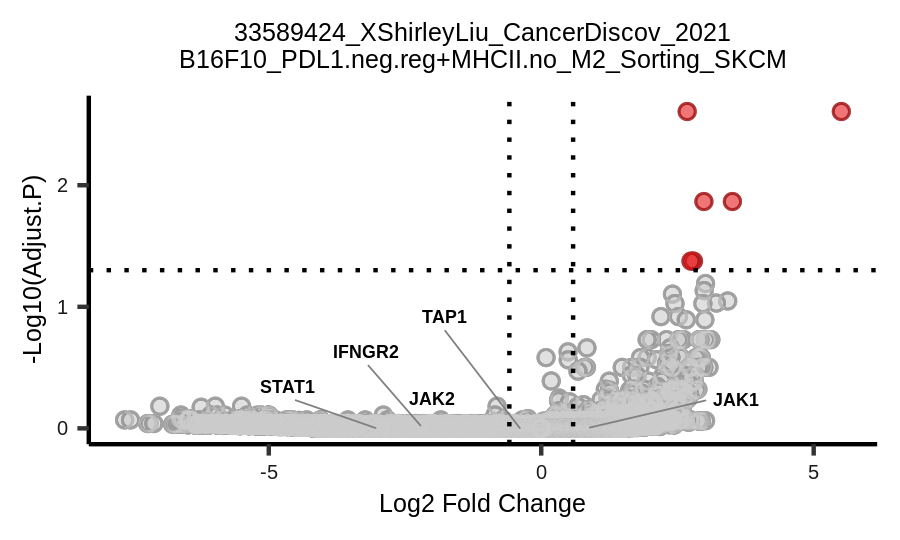 33589424_XShirleyLiu_CancerDiscov_2021
B16F10_PDL1.neg.reg+MHCII.no_M2_Sorting_SKCM
-Log10(Adjust.P)
2
1
0
TAP1
IFNGR2
STAT1
JAK2
JAK1
-5
0
5
Log2 Fold Change